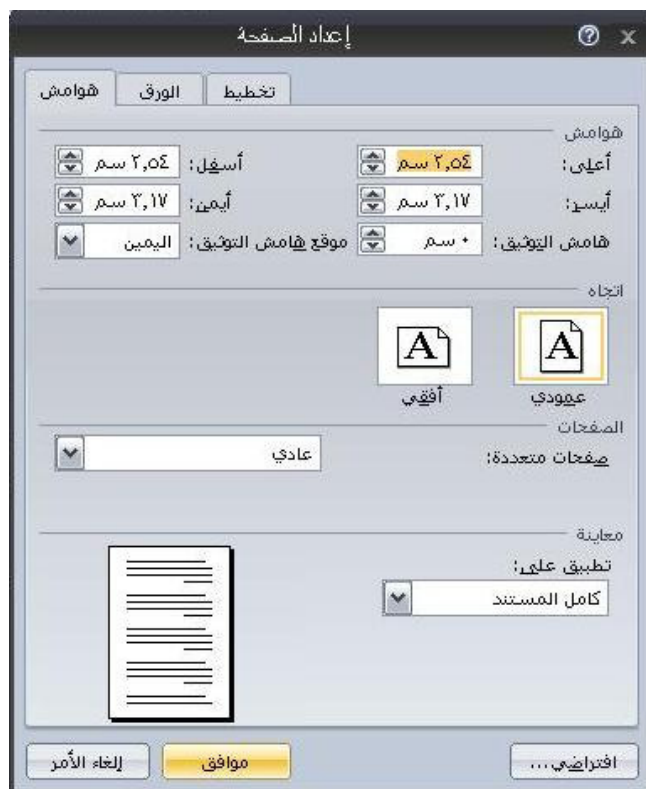 إعداد الصفحة
هوامش الورق تخطيط
هوامش
أعلى: ٢,٥٤ سم أسفل: ٢,٥٤ سم
أيسر: ٣,١٧ سم أيمن: ٣,١٧ سم
هامش التوثيق: ٠ سم موقع هامش التوثيق: اليمين
اتجاه
A A
عمودي أفقي
الصفحات
صفحات متعددة: عادي
معاينة
تطبيق على:
كامل المستند
افتراضي... موافق إلغاء الأمر